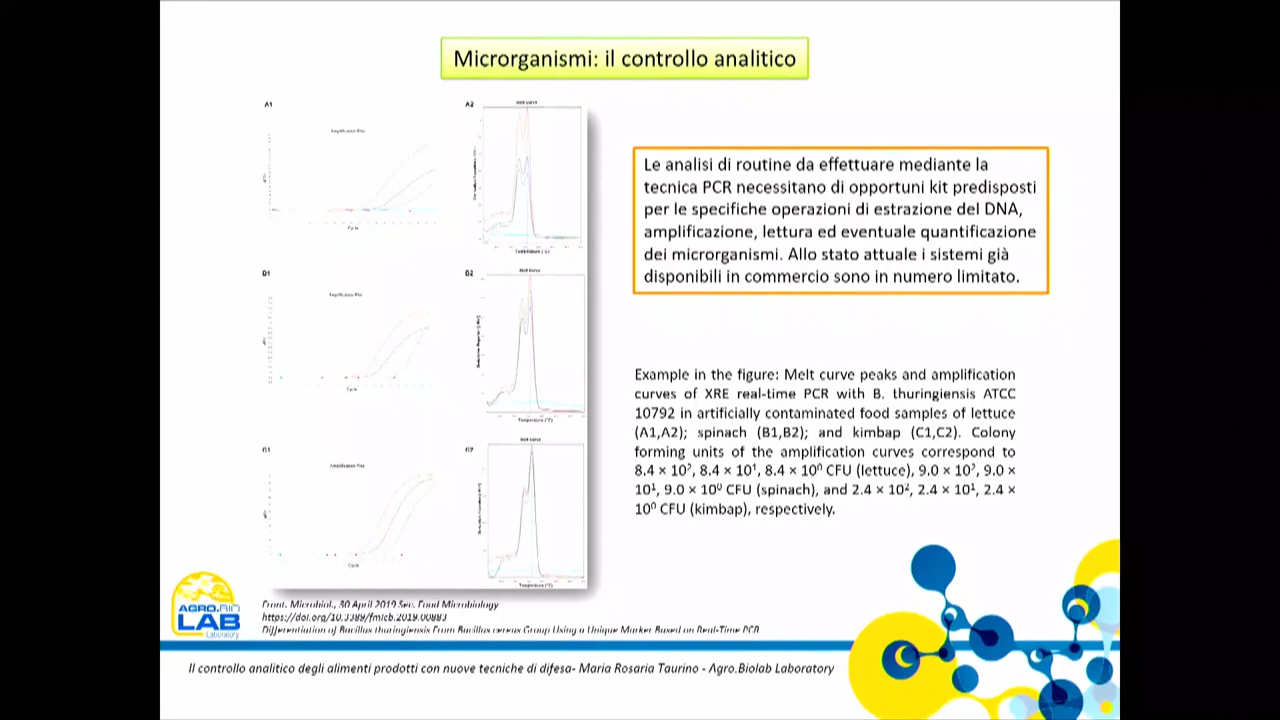 Microrganismi: il controllo analitico
A1
A2
Amplification Plot
Cycle
Temperature (°C)
Le analisi di routine da effettuare mediante la
tecnica PCR necessitano di opportuni kit predisposti
per le specifiche operazioni di estrazione del DNA,
amplificazione, lettura ed eventuale quantificazione
dei microrganismi. Allo stato attuale i sistemi già
disponibili in commercio sono in numero limitato.
Amplification Plot
Cycle
Temperature (°C)
Example in the figure: Melt curve peaks and amplification
curves of XRE real-time PCR with B. thuringiensis ATCC
10792 in artificially contaminated food samples of lettuce
(A1,A2); spinach (B1,B2); and kimbap (C1,C2). Colony
forming units of the amplification curves correspond to
8.4 × 10², 8.4 × 10¹, 8.4 × 10⁰ CFU (lettuce), 9.0 × 10², 9.0 ×
10¹, 9.0 × 10⁰ CFU (spinach), and 2.4 × 10², 2.4 × 10¹, 2.4 ×
10⁰ CFU (kimbap), respectively.
Amplification Plot
Cycle
Temperature (°C)
AGRO.BIO
LAB
Laboratory
Front. Microbiol., 30 April 2019 Sec. Food Microbiology
https://doi.org/10.3389/fmicb.2019.00883
Differentiation of Bacillus thuringiensis From Bacillus cereus Group Using a Unique Marker Based on Real-Time PCR
Il controllo analitico degli alimenti prodotti con nuove tecniche di difesa- Maria Rosaria Taurino - Agro.Biolab Laboratory